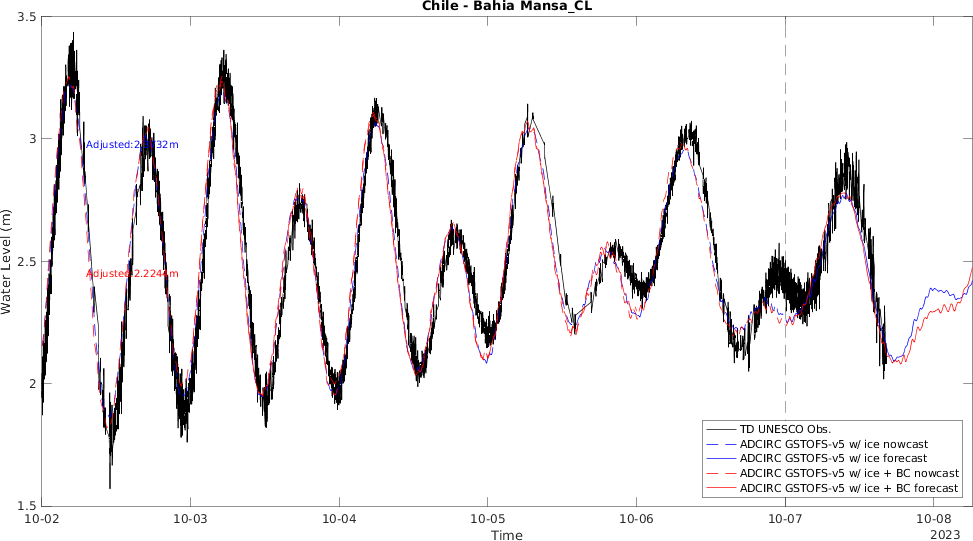 Chile - Bahia Mansa_CL
3.5
3
2.5
2
1.5
Water Level (m)
Adjusted:2.2244m
10-02
10-03
10-04
10-05
10-06
10-07
10-08
2023
Time
TD UNESCO Obs.
ADCIRC GSTOFS-v5 w/ ice nowcast
ADCIRC GSTOFS-v5 w/ ice forecast
ADCIRC GSTOFS-v5 w/ ice + BC nowcast
ADCIRC GSTOFS-v5 w/ ice + BC forecast